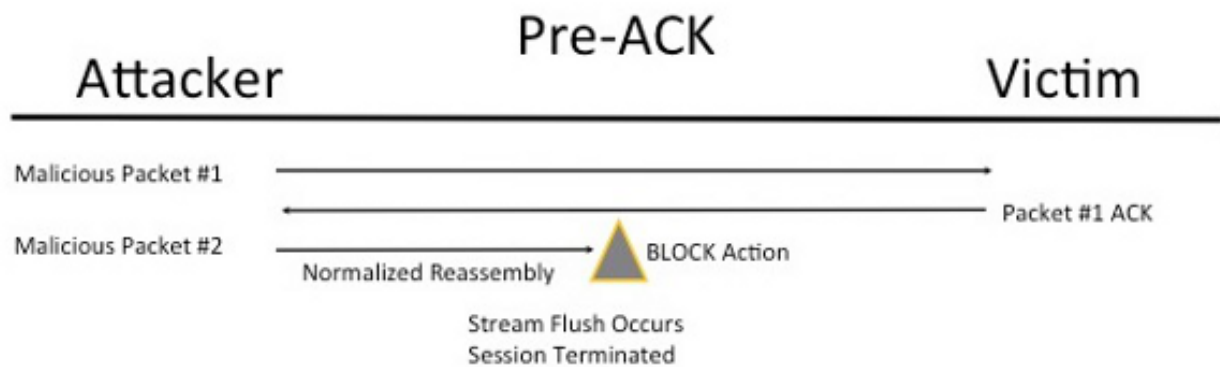 Pre-ACK
Attacker
Victim
Malicious Packet #1
Packet #1 ACK
Malicious Packet #2
BLOCK Action
Normalized Reassembly
Stream Flush Occurs
Session Terminated